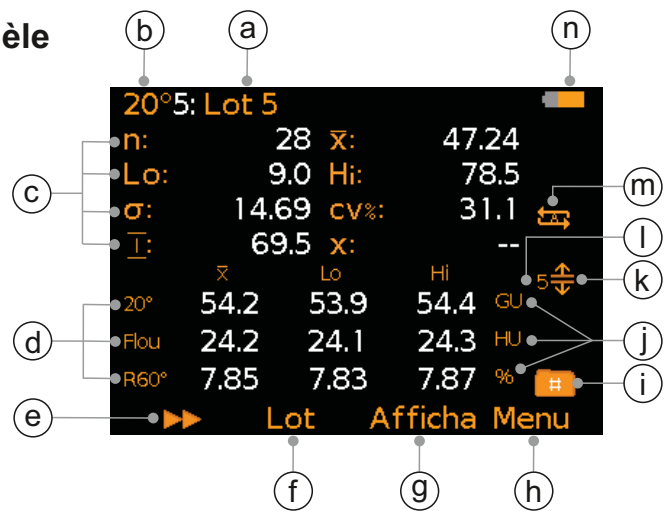 èle
b a n
20°5: Lot 5
n: 28 x̅: 47.24
Lo: 9.0 Hi: 78.5
c m
σ: 14.69 cv%: 31.1 A
I: 69.5 x: --
l
x̅ Lo Hi 5 k
20° 54.2 53.9 54.4 GU
d Flou 24.2 24.1 24.3 HU j
R60° 7.85 7.83 7.87 % # i
e Lot Afficha Menu
f g h